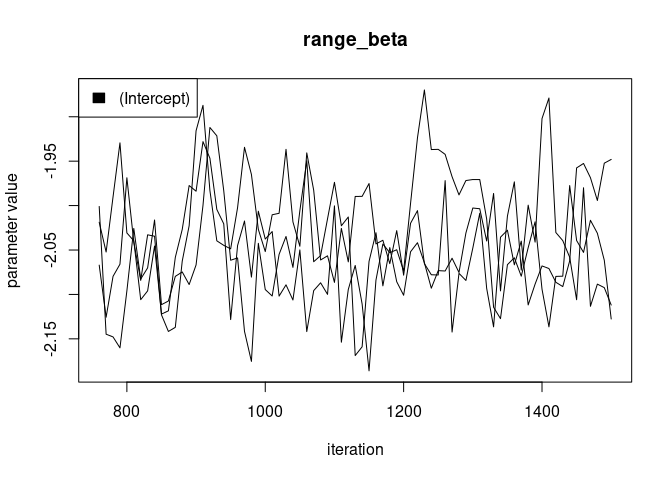 range_beta
(Intercept)
parameter value
-1.95
-2.05
-2.15
800 1000 1200 1400
iteration